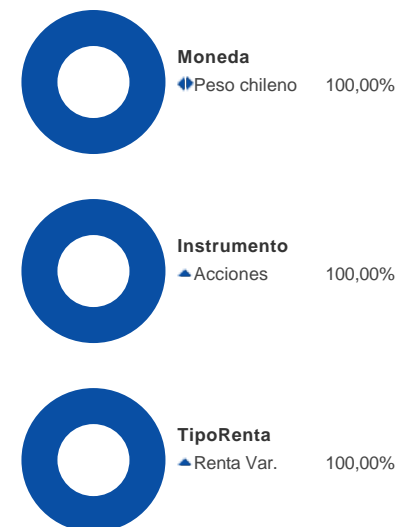 Moneda
Peso chileno 100,00%
Instrumento
Acciones 100,00%
TipoRenta
Renta Var. 100,00%